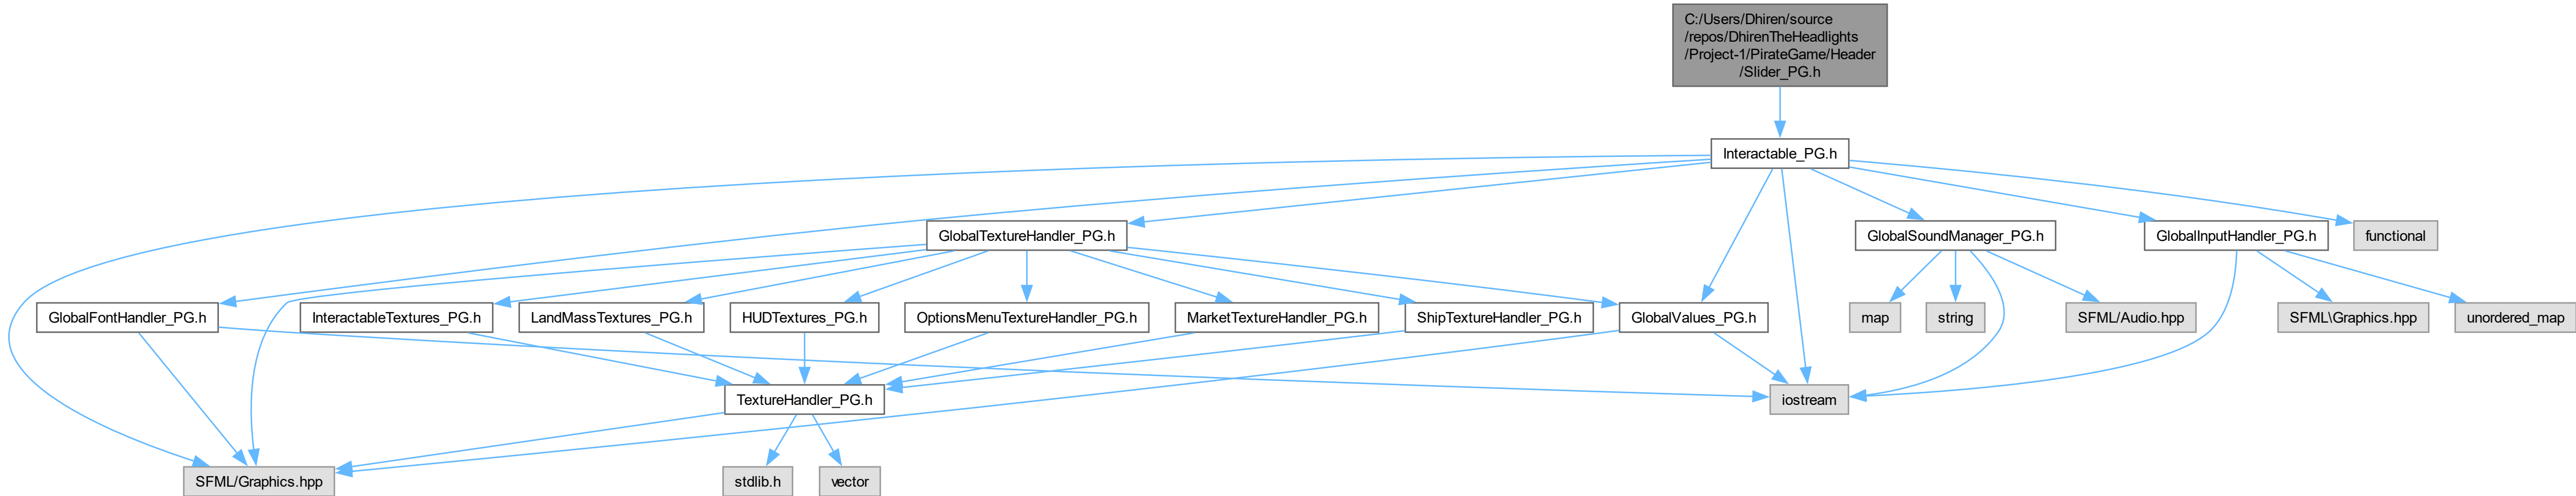 C:/Users/Dhiren/source
/repos/DhirenTheHeadlights
/Project-1/PirateGame/Header
/Slider_PG.h
Interactable_PG.h
GlobalTextureHandler_PG.h
GlobalSoundManager_PG.h
GlobalInputHandler_PG.h
functional
GlobalFontHandler_PG.h
InteractableTextures_PG.h
LandMassTextures_PG.h
HUDTextures_PG.h
OptionsMenuTextureHandler_PG.h
MarketTextureHandler_PG.h
ShipTextureHandler_PG.h
GlobalValues_PG.h
map
string
SFML/Audio.hpp
SFML\Graphics.hpp
unordered_map
TextureHandler_PG.h
iostream
SFML/Graphics.hpp
stdlib.h
vector